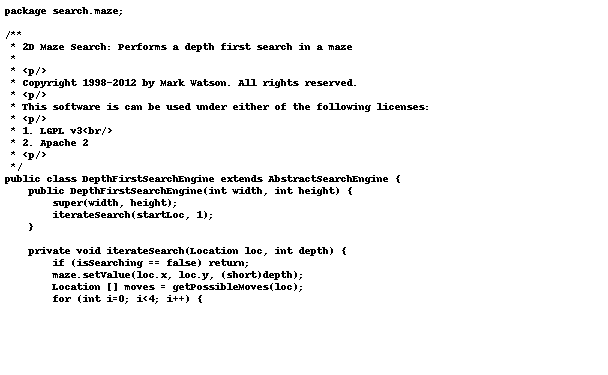 package search.maze;

/**
 * 2D Maze Search: Performs a depth first search in a maze
 *
 * <p/>
 * Copyright 1998-2012 by Mark Watson. All rights reserved.
 * <p/>
 * This software is can be used under either of the following licenses:
 * <p/>
 * 1. LGPL v3<br/>
 * 2. Apache 2
 * <p/>
 */
public class DepthFirstSearchEngine extends AbstractSearchEngine {
    public DepthFirstSearchEngine(int width, int height) {
        super(width, height);
        iterateSearch(startLoc, 1);
    }

    private void iterateSearch(Location loc, int depth) {
        if (isSearching == false) return;
        maze.setValue(loc.x, loc.y, (short)depth);
        Location [] moves = getPossibleMoves(loc);
        for (int i=0; i<4; i++) {